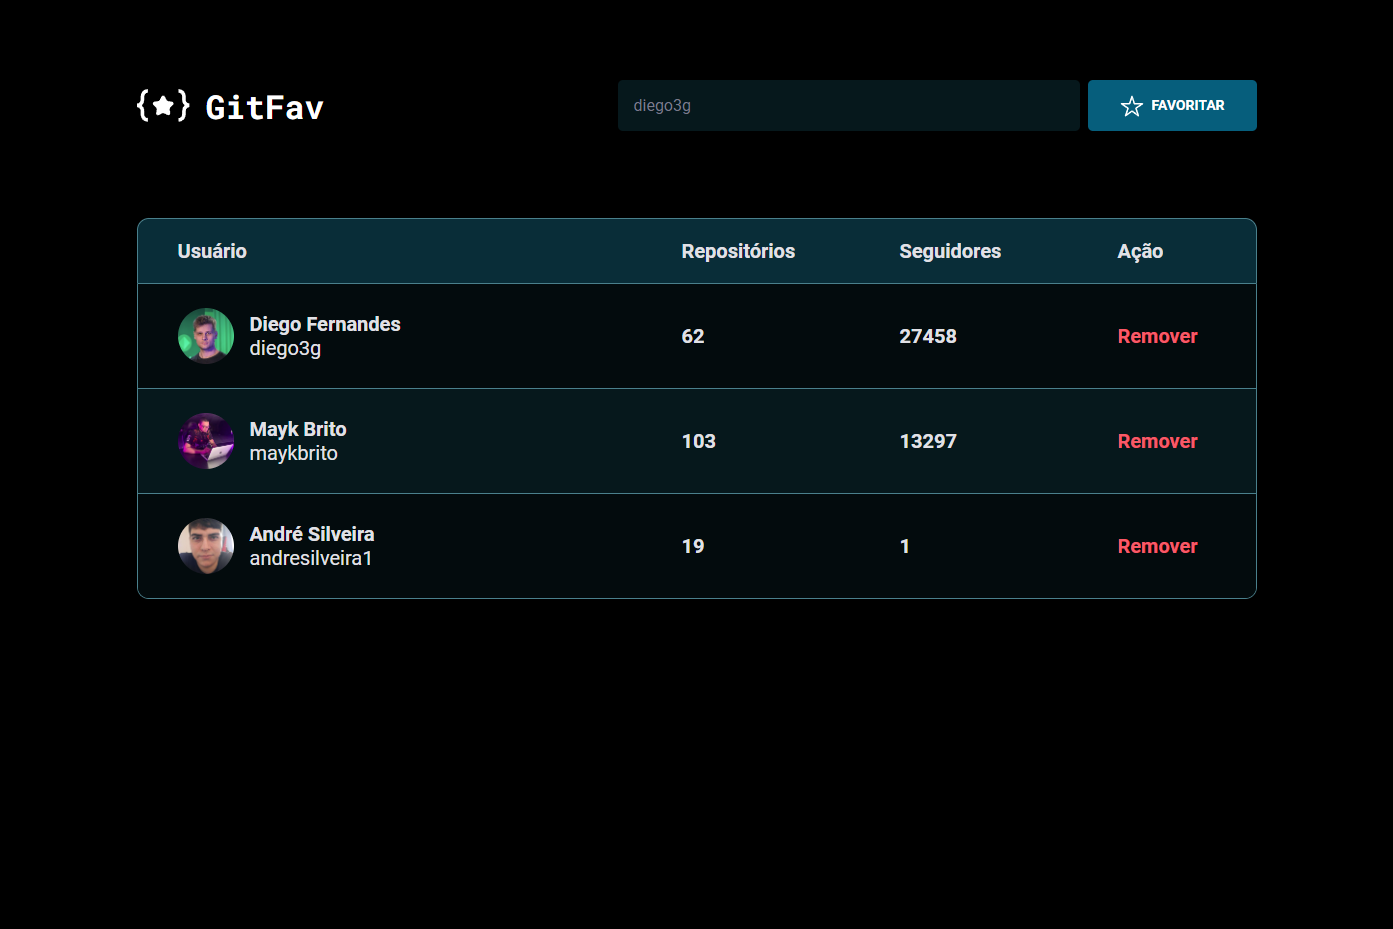 {★} GitFav
diego3g
FAVORITAR
Usuário Repositórios Seguidores Ação
Diego Fernandes
diego3g
62 27458 Remover
Mayk Brito
maykbrito
103 13297 Remover
André Silveira
andresilveira1
19 1 Remover